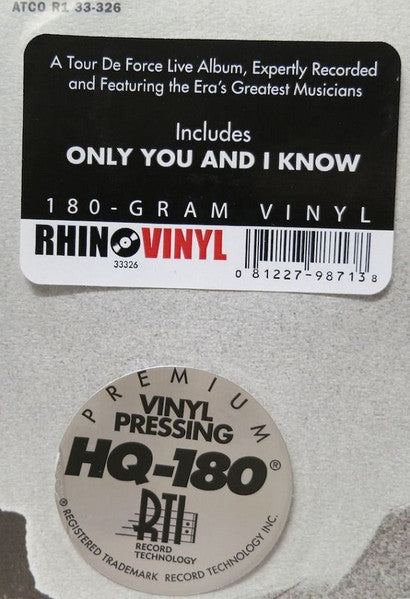 ATCO R1 33-326
A Tour De Force Live Album, Expertly Recorded
and Featuring the Era's Greatest Musicians
Includes
ONLY YOU AND I KNOW
180-GRAM VINYL
RHINO VINYL
33326
0 81227-98713 8
PREMIUM
VINYL
PRESSING
HQ-180®
RTI
RECORD
TECHNOLOGY
® REGISTERED TRADEMARK RECORD TECHNOLOGY INC.